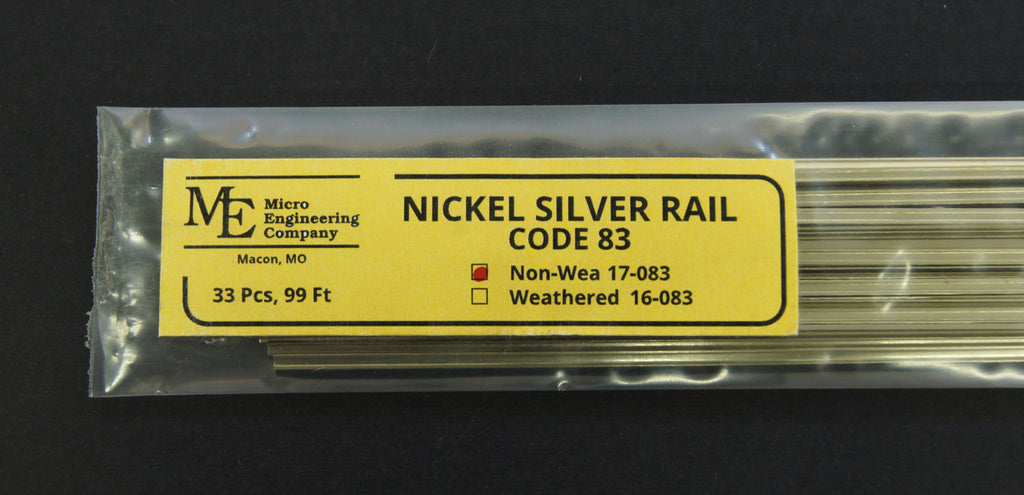 ME Micro
Engineering
Company
Macon, MO
33 Pcs, 99 Ft
NICKEL SILVER RAIL
CODE 83
Non-Wea 17-083
Weathered 16-083